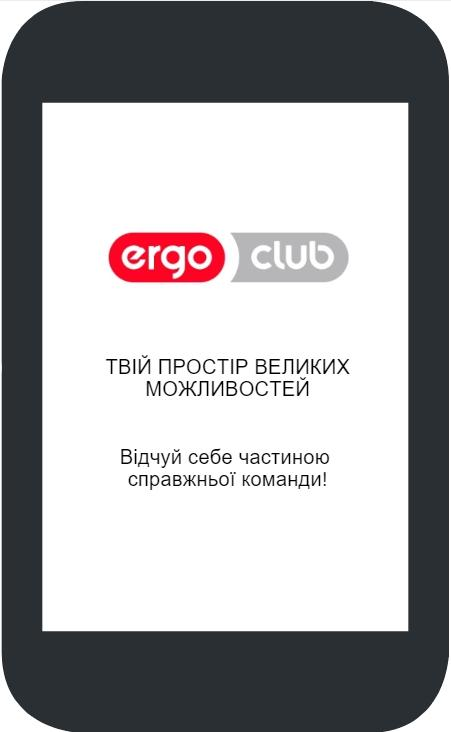 ergo club
ТВІЙ ПРОСТІР ВЕЛИКИХ
МОЖЛИВОСТЕЙ
Відчуй себе частиною
справжньої команди!